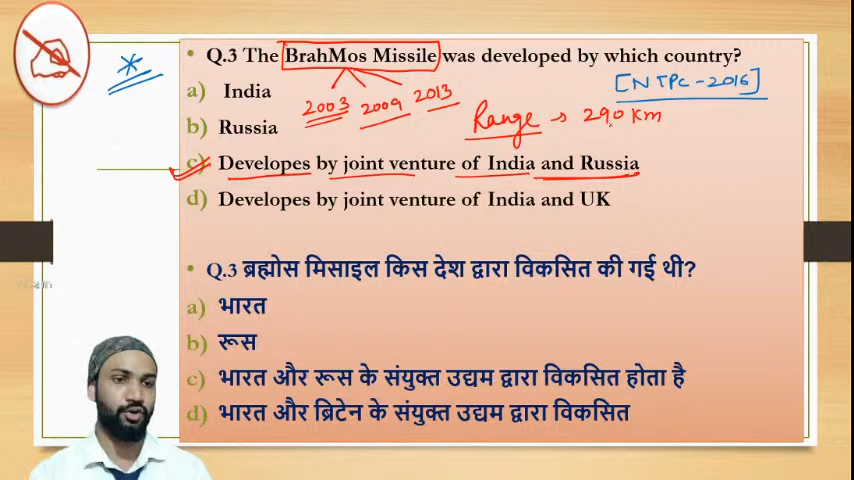 • Q.3 The BrahMos Missile was developed by which country?
[NTPC-2016]
a) India
2003 2009 2013
Range → 290 km
b) Russia
c) Developes by joint venture of India and Russia
d) Developes by joint venture of India and UK
• Q.3 ब्रह्मोस मिसाइल किस देश द्वारा विकसित की गई थी?
a) भारत
b) रूस
c) भारत और रूस के संयुक्त उद्यम द्वारा विकसित होता है
d) भारत और ब्रिटेन के संयुक्त उद्यम द्वारा विकसित